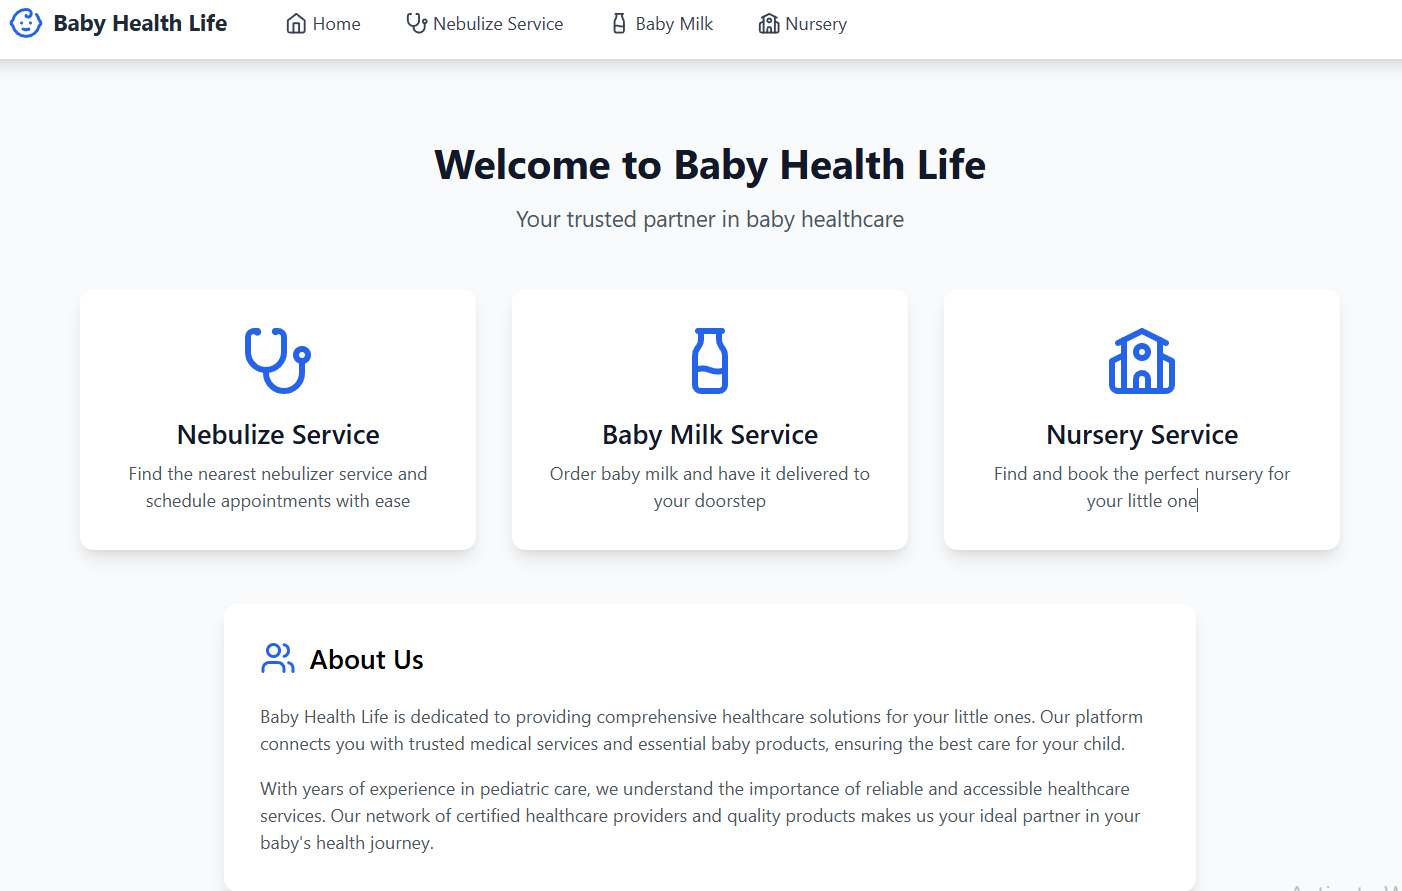 Baby Health Life
Home
Nebulize Service
Baby Milk
Nursery
Welcome to Baby Health Life
Your trusted partner in baby healthcare
Nebulize Service
Find the nearest nebulizer service and
schedule appointments with ease
Baby Milk Service
Order baby milk and have it delivered to
your doorstep
Nursery Service
Find and book the perfect nursery for
your little one
About Us
Baby Health Life is dedicated to providing comprehensive healthcare solutions for your little ones. Our platform
connects you with trusted medical services and essential baby products, ensuring the best care for your child.
With years of experience in pediatric care, we understand the importance of reliable and accessible healthcare
services. Our network of certified healthcare providers and quality products makes us your ideal partner in your
baby's health journey.